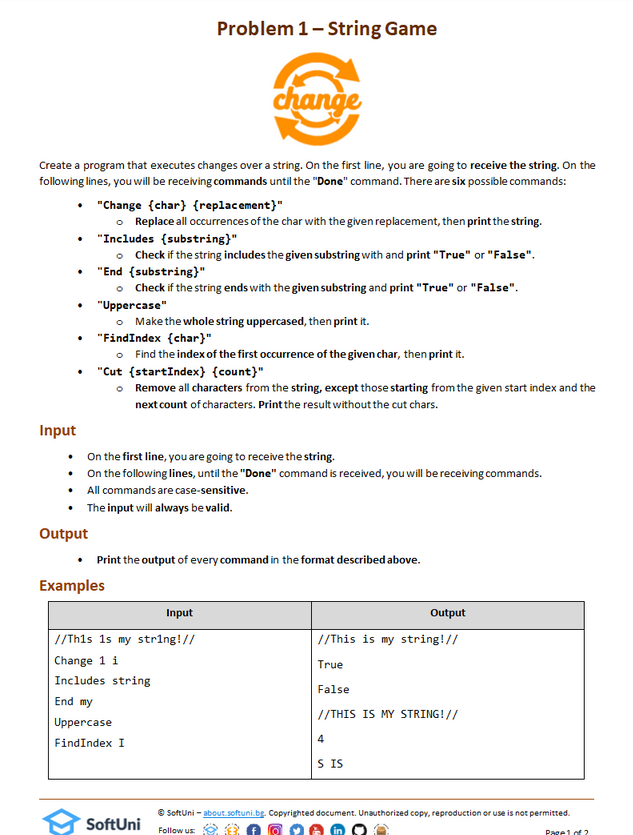 Problem 1 – String Game
change
Create a program that executes changes over a string. On the first line, you are going to receive the string. On the
following lines, you will be receiving commands until the "Done" command. There are six possible commands:
• "Change {char} {replacement}"
o Replace all occurrences of the char with the given replacement, then print the string.
• "Includes {substring}"
o Check if the string includes the given substring with and print "True" or "False".
• "End {substring}"
o Check if the string ends with the given substring and print "True" or "False".
• "Uppercase"
o Make the whole string uppercased, then print it.
• "FindIndex {char}"
o Find the index of the first occurrence of the given char, then print it.
• "Cut {startIndex} {count}"
o Remove all characters from the string, except those starting from the given start index and the
next count of characters. Print the result without the cut chars.
Input
• On the first line, you are going to receive the string.
• On the following lines, until the "Done" command is received, you will be receiving commands.
• All commands are case-sensitive.
• The input will always be valid.
Output
• Print the output of every command in the format described above.
Examples
Input Output
//Th1s 1s my str1ng!//
Change 1 i
Includes string
End my
Uppercase
FindIndex I
//This is my string!//
True
False
//THIS IS MY STRING!//
4
S IS
SoftUni
© SoftUni – about.softuni.bg. Copyrighted document. Unauthorized copy, reproduction or use is not permitted.
Follow us:
Page 1 of 2